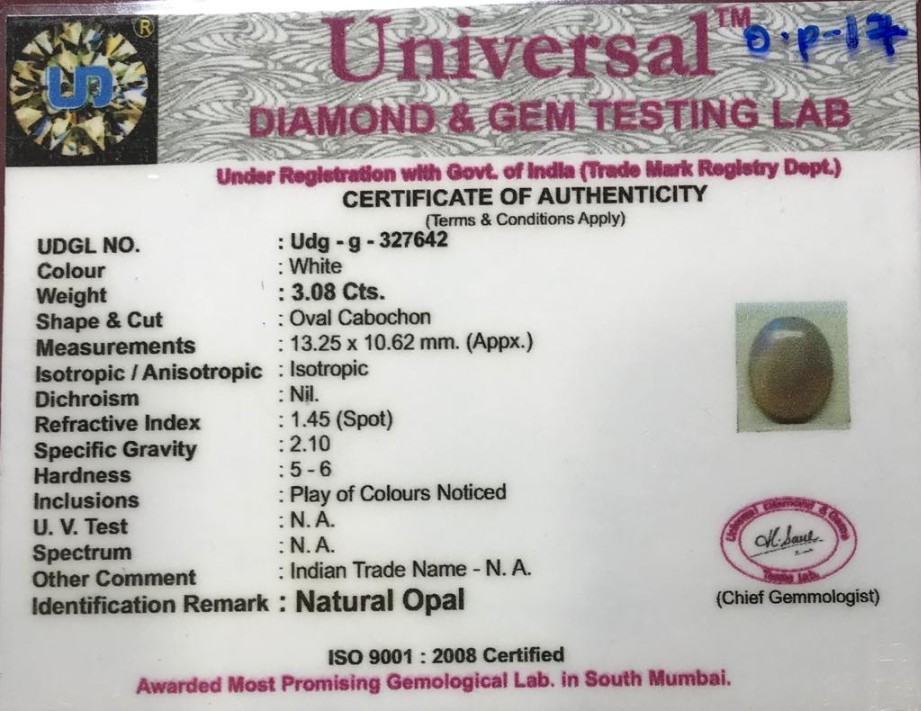 Universal™
O.P-17
UD ®
DIAMOND & GEM TESTING LAB
Under Registration with Govt. of India (Trade Mark Registry Dept.)
CERTIFICATE OF AUTHENTICITY
(Terms & Conditions Apply)
UDGL NO. : Udg - g - 327642
Colour : White
Weight : 3.08 Cts.
Shape & Cut : Oval Cabochon
Measurements : 13.25 x 10.62 mm. (Appx.)
Isotropic / Anisotropic : Isotropic
Dichroism : Nil.
Refractive Index : 1.45 (Spot)
Specific Gravity : 2.10
Hardness : 5 - 6
Inclusions : Play of Colours Noticed
U. V. Test : N. A.
Spectrum : N. A.
Other Comment : Indian Trade Name - N. A.
Identification Remark : Natural Opal
Universal Diamond &
Lab.
(Chief Gemmologist)
ISO 9001 : 2008 Certified
Awarded Most Promising Gemological Lab. in South Mumbai.